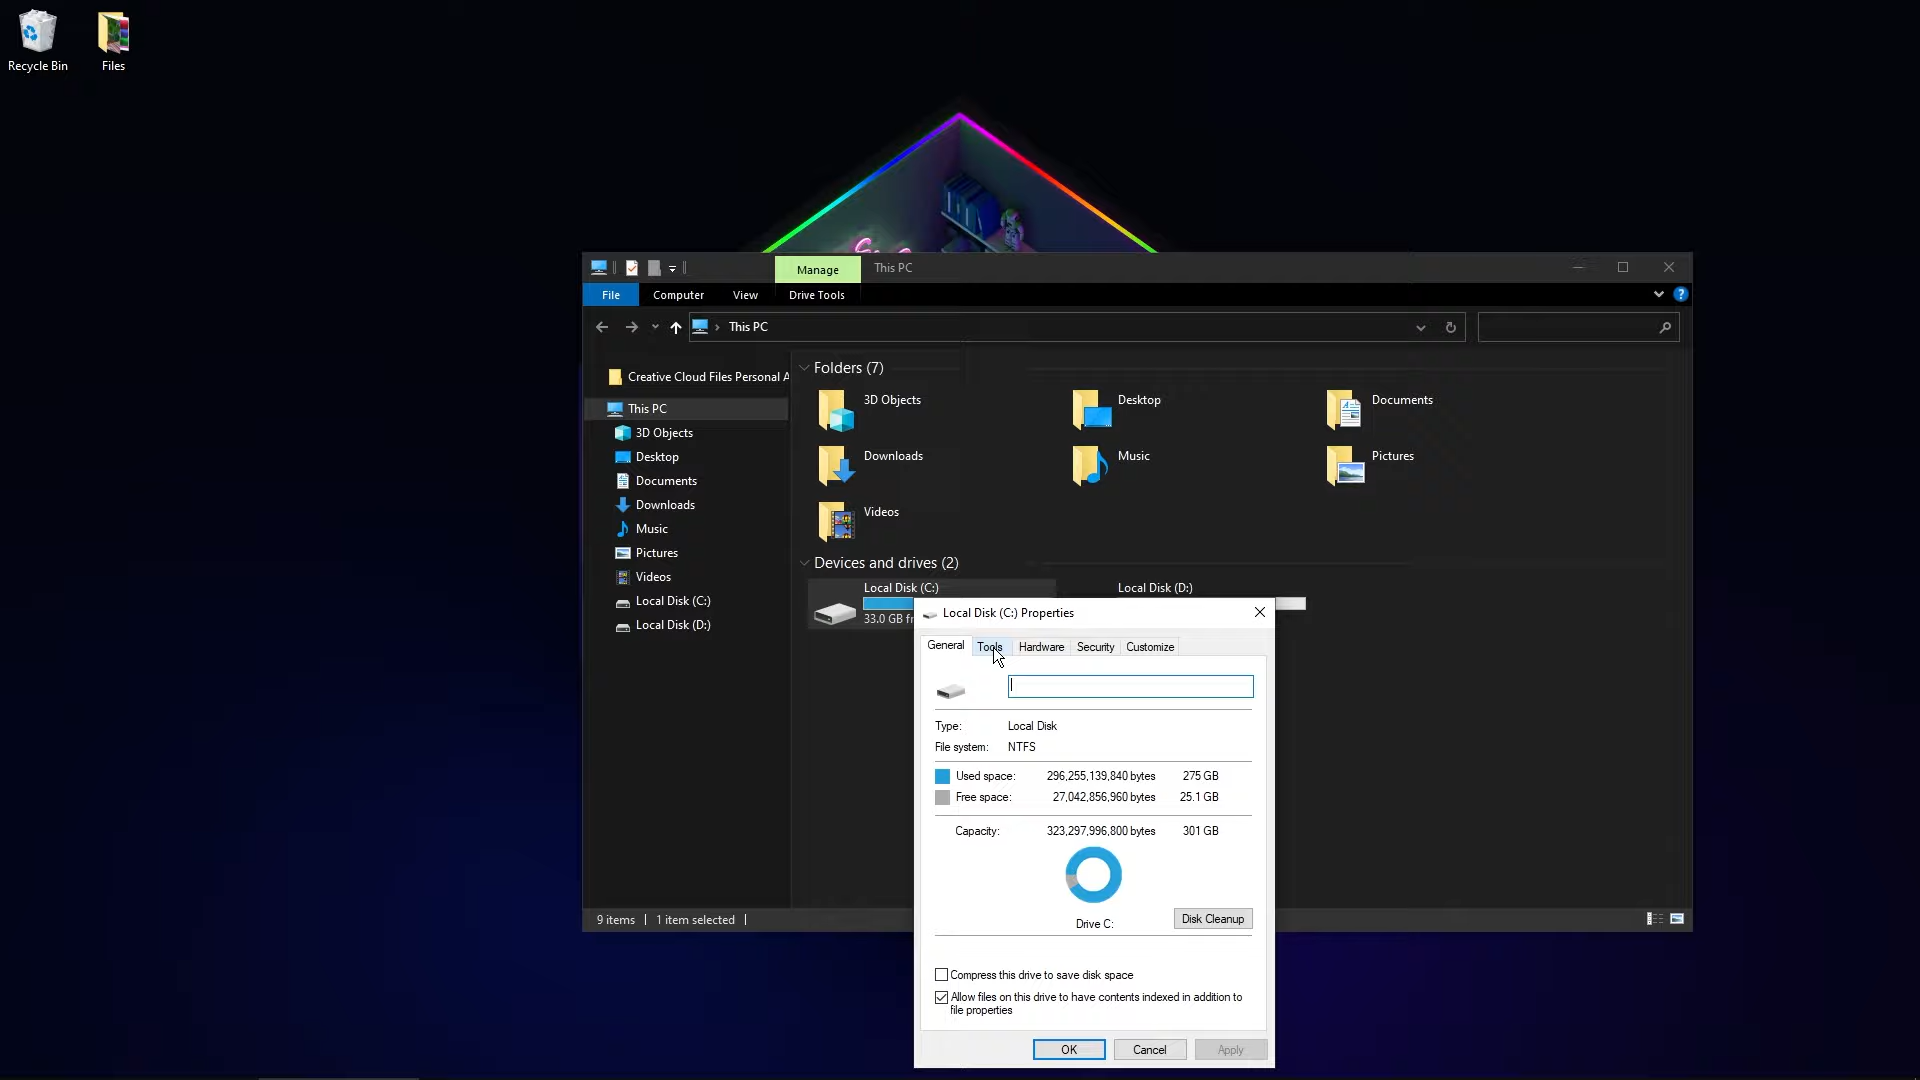 Recycle Bin
Files
Manage
This PC
File
Computer
View
Drive Tools
?
This PC
Creative Cloud Files Personal A
This PC
3D Objects
Desktop
Documents
Downloads
Music
Pictures
Videos
Local Disk (C:)
Local Disk (D:)
Folders (7)
3D Objects
Desktop
Documents
Downloads
Music
Pictures
Videos
Devices and drives (2)
Local Disk (C:)
33.0 GB fr
Local Disk (D:)
Local Disk (C:) Properties
General
Tools
Hardware
Security
Customize
Type: Local Disk
File system: NTFS
Used space: 296,255,139,840 bytes 275 GB
Free space: 27,042,856,960 bytes 25.1 GB
Capacity: 323,297,996,800 bytes 301 GB
Drive C:
Disk Cleanup
Compress this drive to save disk space
Allow files on this drive to have contents indexed in addition to
file properties
OK
Cancel
Apply
9 items
1 item selected